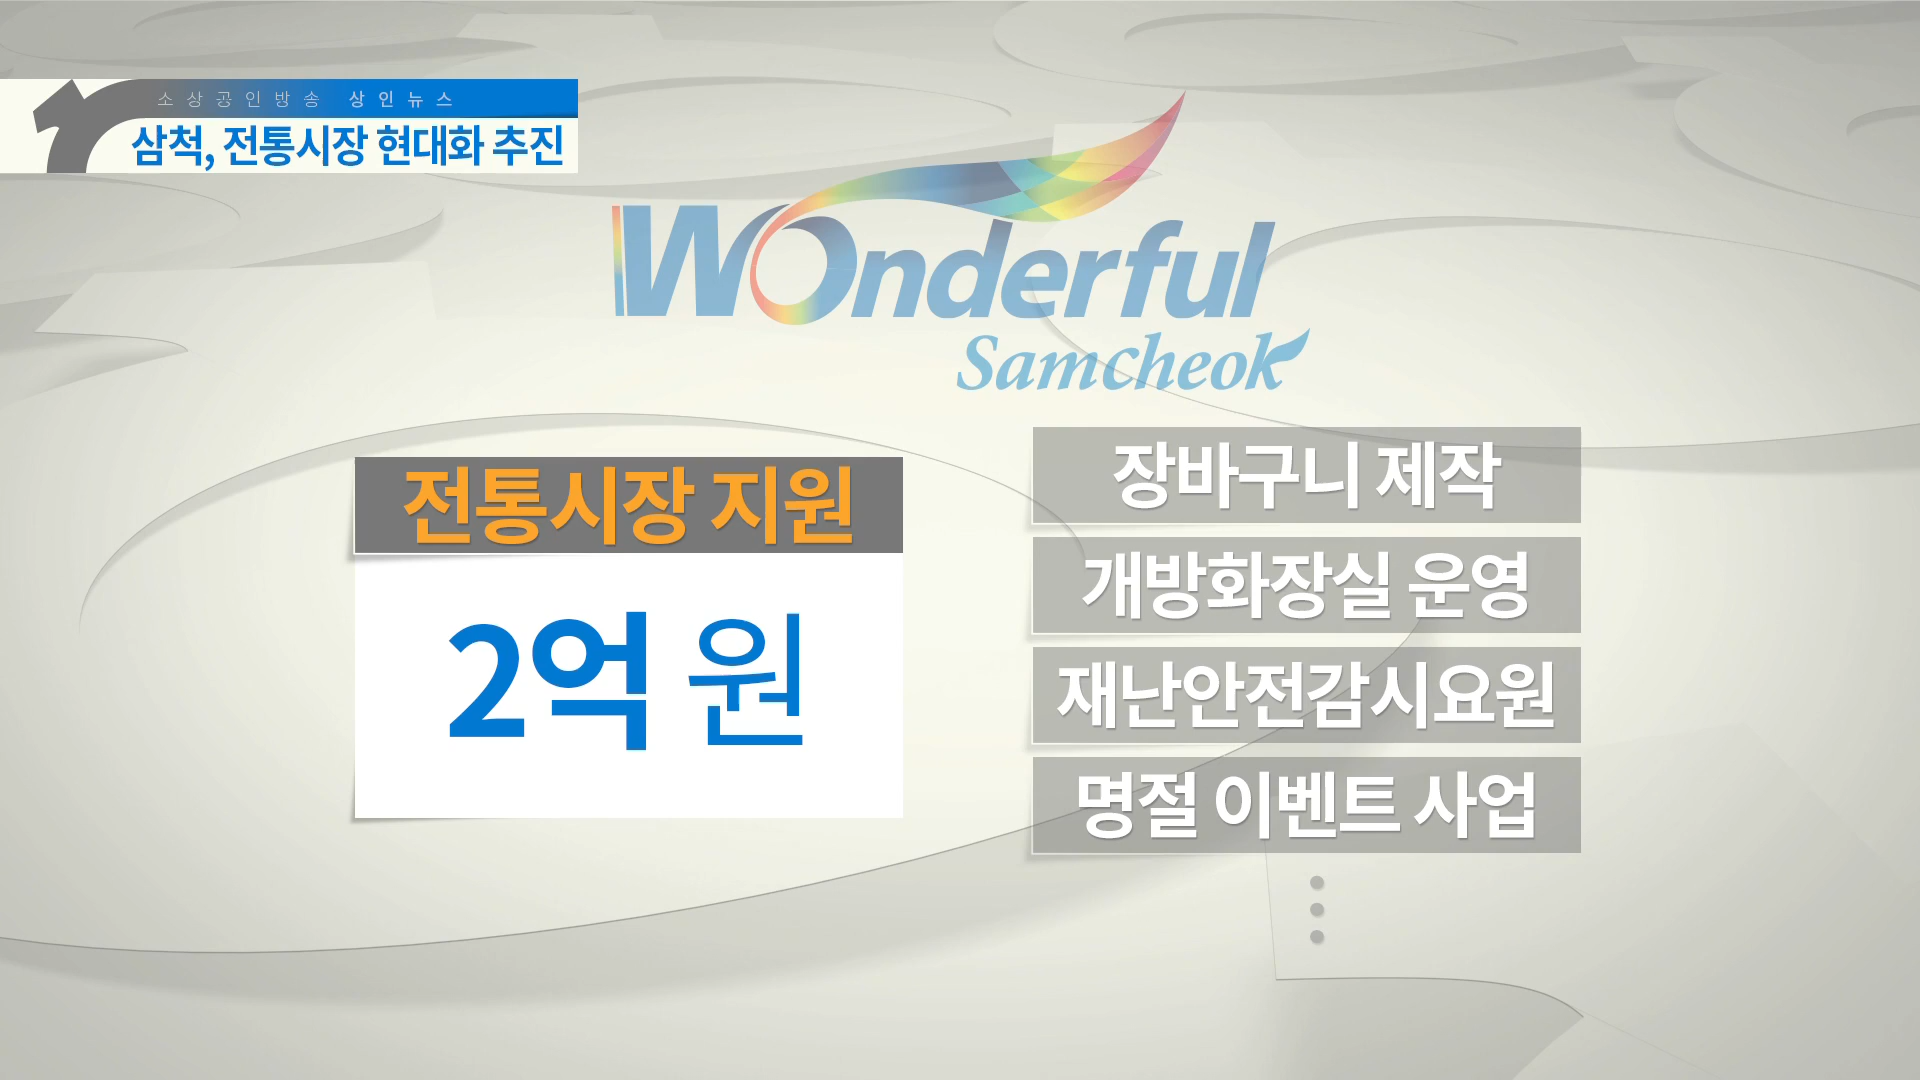 소상공인방송 상인뉴스
삼척, 전통시장 현대화 추진
Wonderful
Samcheok
전통시장 지원
2억 원
장바구니 제작
개방화장실 운영
재난안전감시요원
명절 이벤트 사업